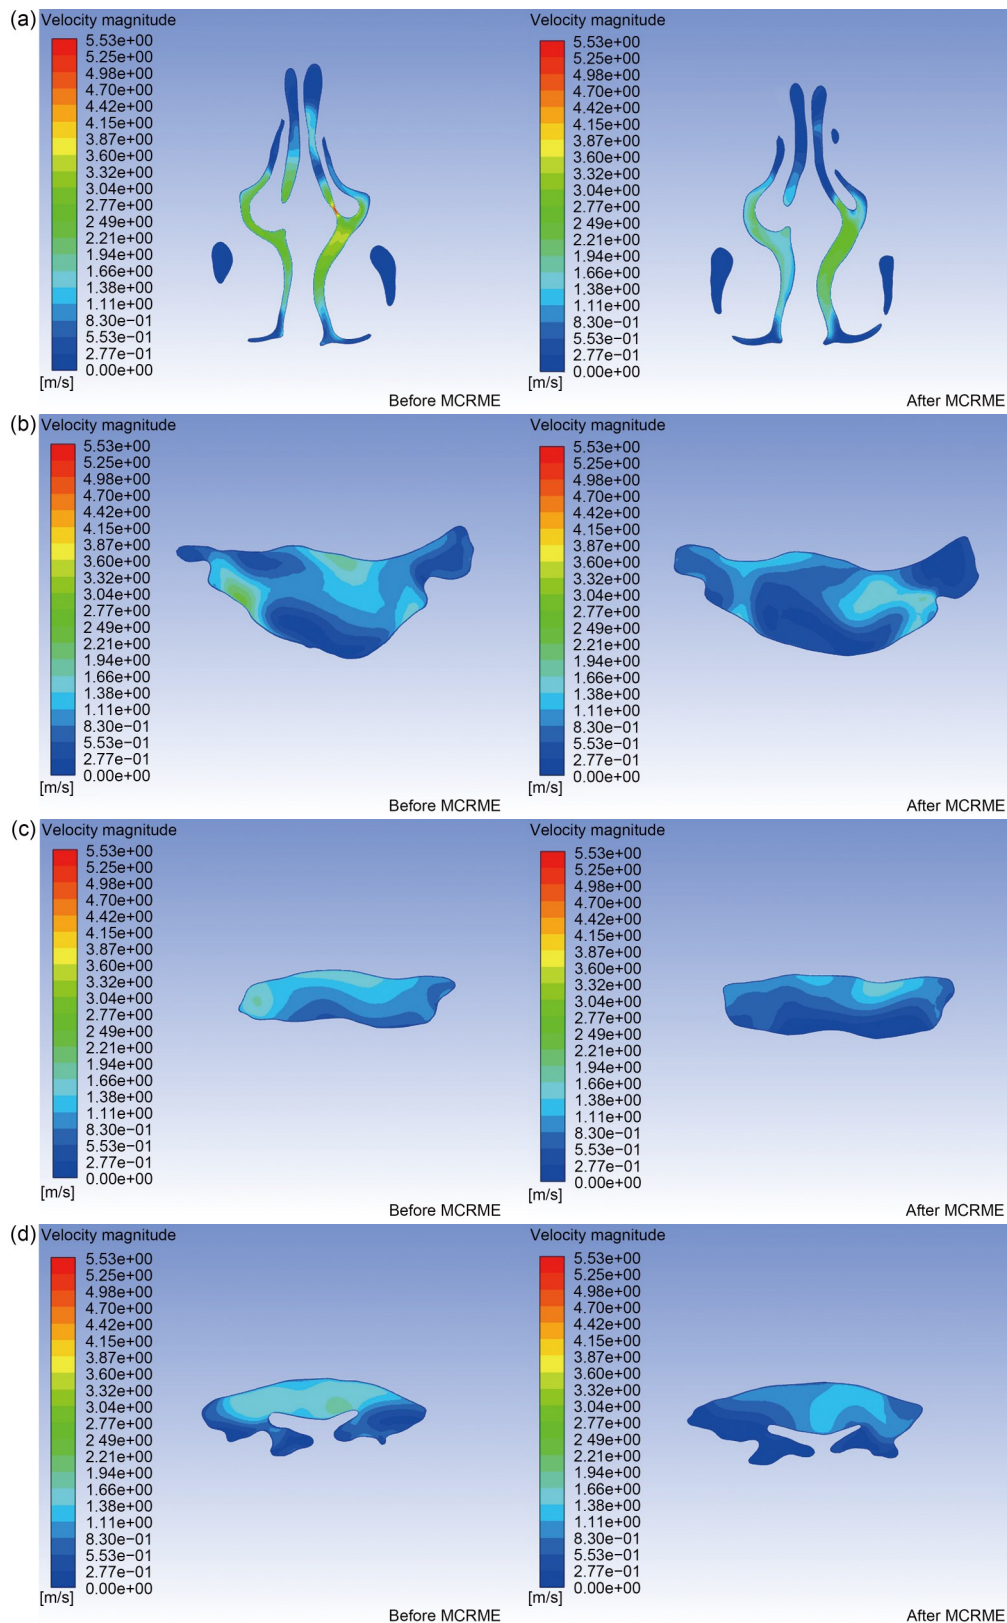 (a)
Velocity magnitude
5.53e+00
5.25e+00
4.98e+00
4.70e+00
4.42e+00
4.15e+00
3.87e+00
3.60e+00
3.32e+00
3.04e+00
2.77e+00
2.49e+00
2.21e+00
1.94e+00
1.66e+00
1.38e+00
1.11e+00
8.30e−01
5.53e−01
2.77e−01
0.00e+00
[m/s]
Before MCRME
Velocity magnitude
5.53e+00
5.25e+00
4.98e+00
4.70e+00
4.42e+00
4.15e+00
3.87e+00
3.60e+00
3.32e+00
3.04e+00
2.77e+00
2.49e+00
2.21e+00
1.94e+00
1.66e+00
1.38e+00
1.11e+00
8.30e−01
5.53e−01
2.77e−01
0.00e+00
[m/s]
After MCRME
(b)
Velocity magnitude
5.53e+00
5.25e+00
4.98e+00
4.70e+00
4.42e+00
4.15e+00
3.87e+00
3.60e+00
3.32e+00
3.04e+00
2.77e+00
2.49e+00
2.21e+00
1.94e+00
1.66e+00
1.38e+00
1.11e+00
8.30e−01
5.53e−01
2.77e−01
0.00e+00
[m/s]
Before MCRME
Velocity magnitude
5.53e+00
5.25e+00
4.98e+00
4.70e+00
4.42e+00
4.15e+00
3.87e+00
3.60e+00
3.32e+00
3.04e+00
2.77e+00
2.49e+00
2.21e+00
1.94e+00
1.66e+00
1.38e+00
1.11e+00
8.30e−01
5.53e−01
2.77e−01
0.00e+00
[m/s]
After MCRME
(c)
Velocity magnitude
5.53e+00
5.25e+00
4.98e+00
4.70e+00
4.42e+00
4.15e+00
3.87e+00
3.60e+00
3.32e+00
3.04e+00
2.77e+00
2.49e+00
2.21e+00
1.94e+00
1.66e+00
1.38e+00
1.11e+00
8.30e−01
5.53e−01
2.77e−01
0.00e+00
[m/s]
Before MCRME
Velocity magnitude
5.53e+00
5.25e+00
4.98e+00
4.70e+00
4.42e+00
4.15e+00
3.87e+00
3.60e+00
3.32e+00
3.04e+00
2.77e+00
2.49e+00
2.21e+00
1.94e+00
1.66e+00
1.38e+00
1.11e+00
8.30e−01
5.53e−01
2.77e−01
0.00e+00
[m/s]
After MCRME
(d)
Velocity magnitude
5.53e+00
5.25e+00
4.98e+00
4.70e+00
4.42e+00
4.15e+00
3.87e+00
3.60e+00
3.32e+00
3.04e+00
2.77e+00
2.49e+00
2.21e+00
1.94e+00
1.66e+00
1.38e+00
1.11e+00
8.30e−01
5.53e−01
2.77e−01
0.00e+00
[m/s]
Before MCRME
Velocity magnitude
5.53e+00
5.25e+00
4.98e+00
4.70e+00
4.42e+00
4.15e+00
3.87e+00
3.60e+00
3.32e+00
3.04e+00
2.77e+00
2.49e+00
2.21e+00
1.94e+00
1.66e+00
1.38e+00
1.11e+00
8.30e−01
5.53e−01
2.77e−01
0.00e+00
[m/s]
After MCRME